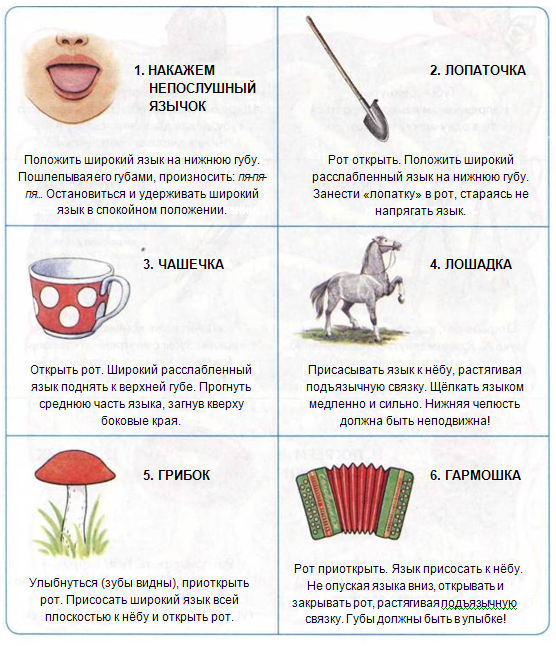 1. НАКАЖЕМ
НЕПОСЛУШНЫЙ
ЯЗЫЧОК
Положить широкий язык на нижнюю губу.
Пошлепывая его губами, произносить: пя-пя-
пя... Остановиться и удерживать широкий
язык в спокойном положении.
2. ЛОПАТОЧКА
Рот открыть. Положить широкий
расслабленный язык на нижнюю губу.
Занести «лопатку» в рот, стараясь не
напрягать язык.
3. ЧАШЕЧКА
Открыть рот. Широкий расслабленный
язык поднять к верхней губе. Прогнуть
среднюю часть языка, загнув кверху
боковые края.
4. ЛОШАДКА
Присасывать язык к нёбу, растягивая
подъязычную связку. Щёлкать языком
медленно и сильно. Нижняя челюсть
должна быть неподвижна!
5. ГРИБОК
Улыбнуться (зубы видны), приоткрыть
рот. Присосать широкий язык всей
плоскостью к нёбу и открыть рот.
6. ГАРМОШКА
Рот приоткрыть. Язык присосать к нёбу.
Не опуская языка вниз, открывать и
закрывать рот, растягивая подъязычную
связку. Губы должны быть в улыбке!